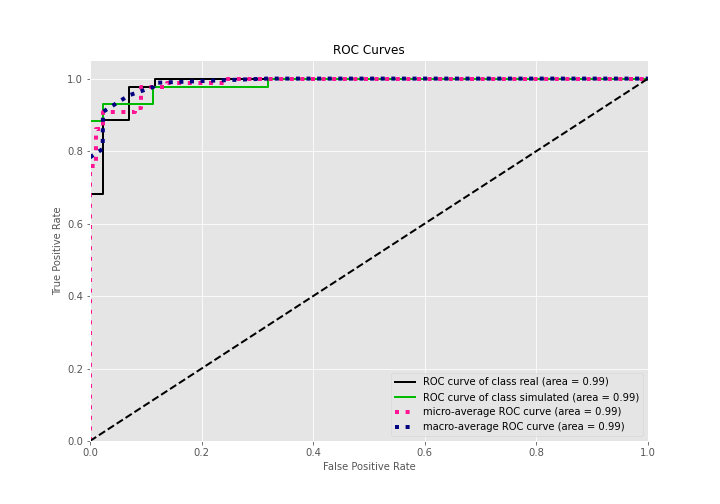 ROC Curves
True Positive Rate
1.0
0.8
0.6
0.4
0.2
0.0
0.0 0.2 0.4 0.6 0.8 1.0
False Positive Rate
ROC curve of class real (area = 0.99)
ROC curve of class simulated (area = 0.99)
micro-average ROC curve (area = 0.99)
macro-average ROC curve (area = 0.99)